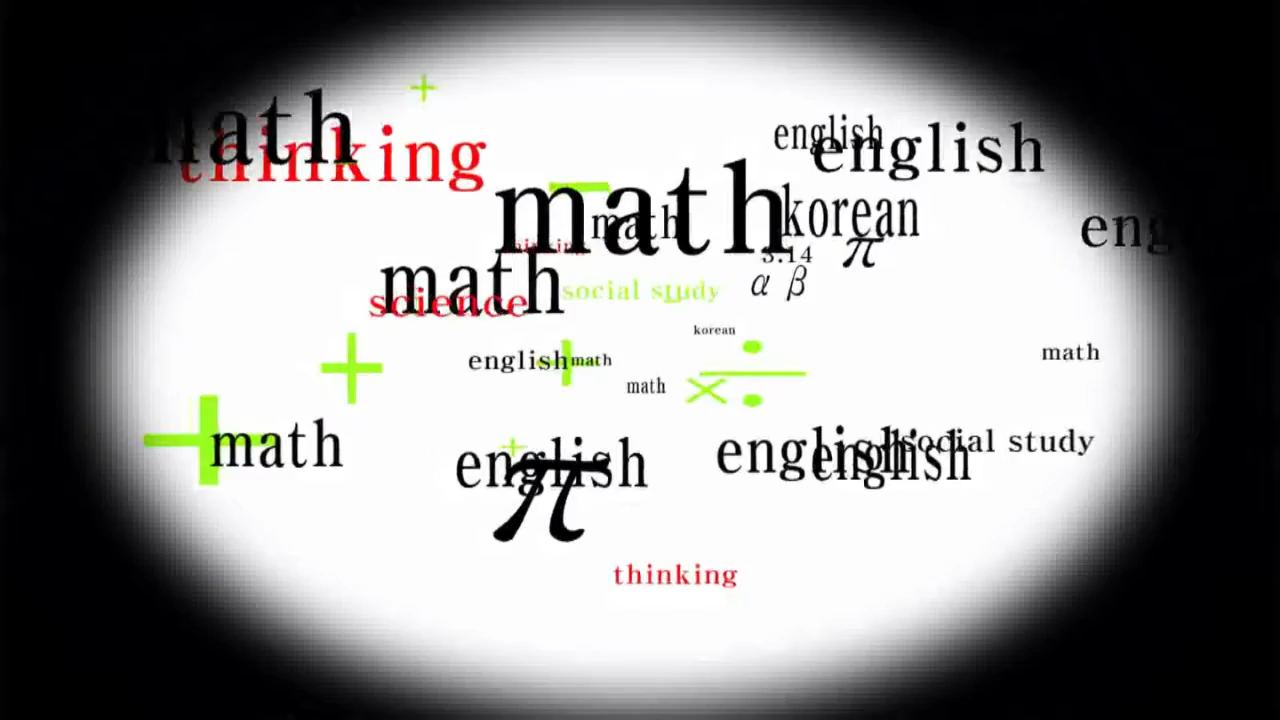 +
math
thinking
english
english
math
math
korean
eng
thinking
π
3.14
math
science
social study
α β
korean
english
math
math
+
+
÷
×
math
+
math
+
english
english
english
social study
π
thinking